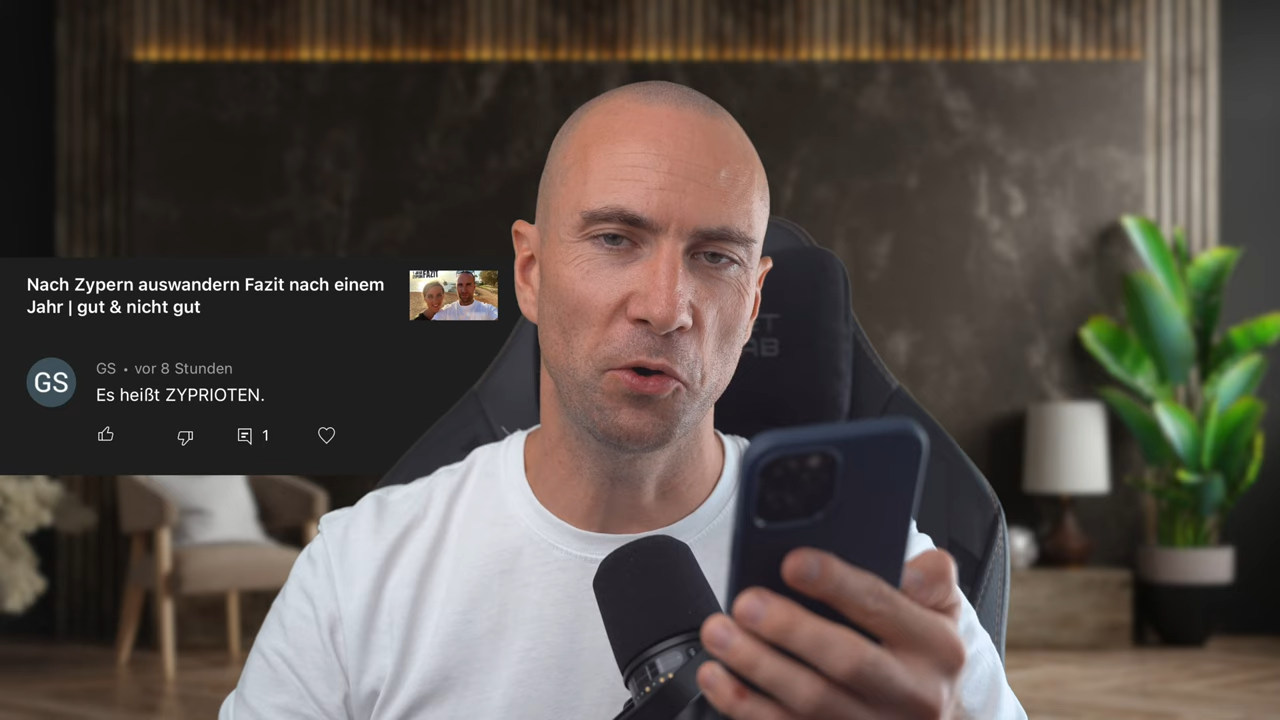 Nach Zypern auswandern Fazit nach einem
Jahr | gut & nicht gut
GS
GS • vor 8 Stunden
Es heißt ZYPRIOTEN.
1